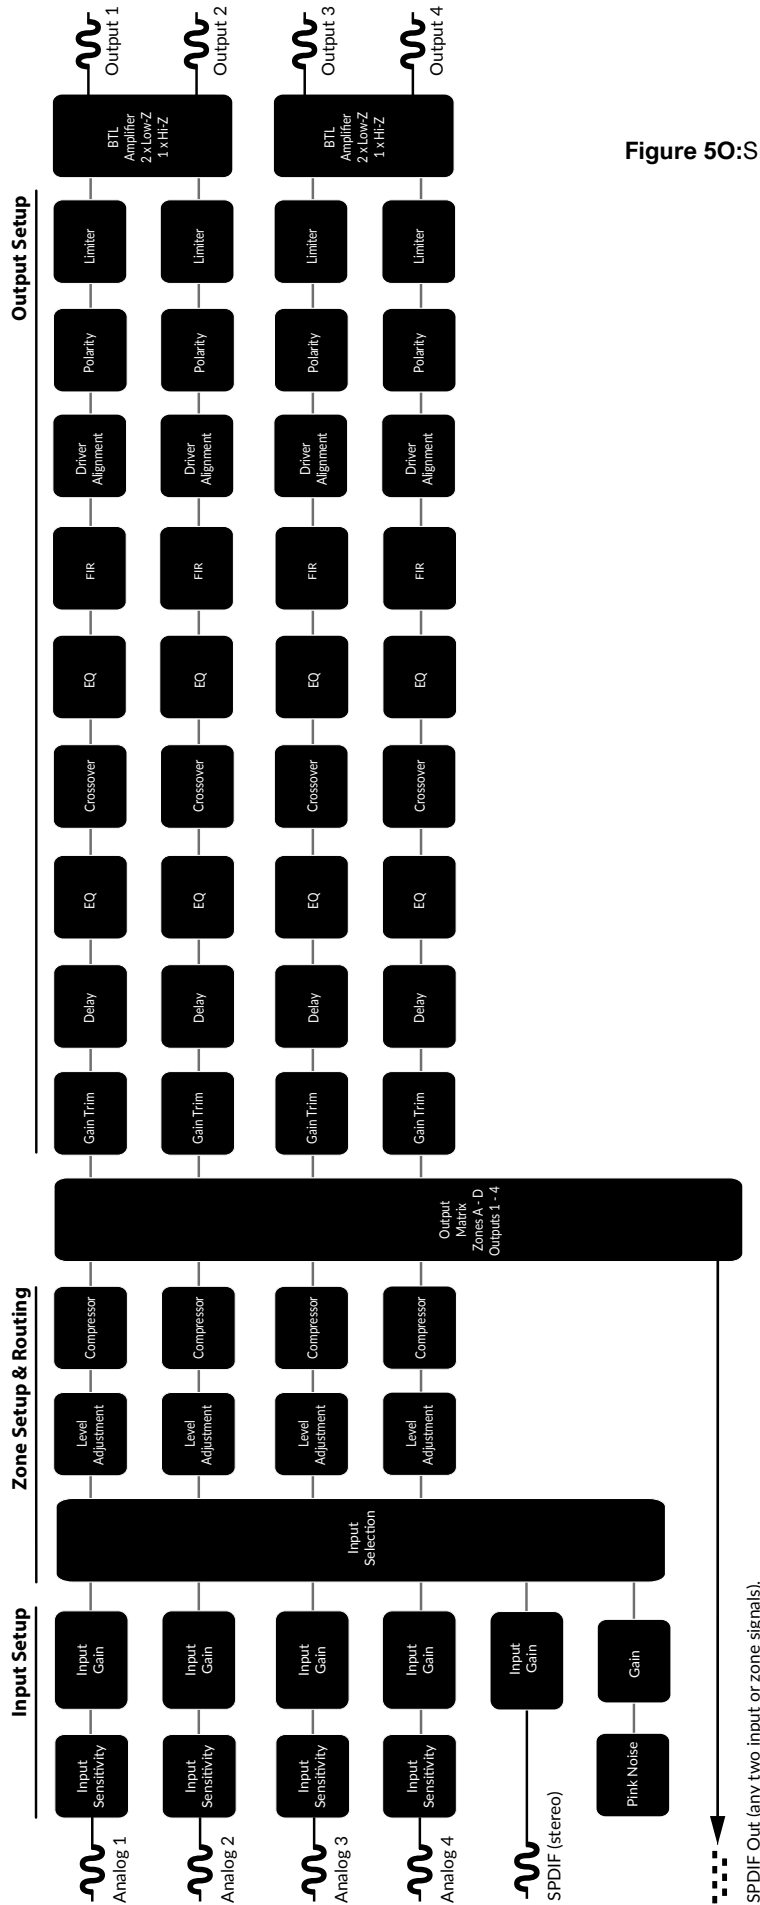 Figure 5O:S
Input Setup
Zone Setup & Routing
Output Setup
Analog 1
Input
Sensitivity
Input
Gain
Level
Adjustment
Compressor
Gain Trim
Delay
EQ
Crossover
EQ
FIR
Driver
Alignment
Polarity
Limiter
BTL
Amplifier
2 x Low-Z
1 x Hi-Z
Output 1
Analog 2
Input
Sensitivity
Input
Gain
Level
Adjustment
Compressor
Gain Trim
Delay
EQ
Crossover
EQ
FIR
Driver
Alignment
Polarity
Limiter
Output 2
Analog 3
Input
Sensitivity
Input
Gain
Input
Selection
Level
Adjustment
Compressor
Gain Trim
Delay
EQ
Crossover
EQ
FIR
Driver
Alignment
Polarity
Limiter
BTL
Amplifier
2 x Low-Z
1 x Hi-Z
Output 3
Analog 4
Input
Sensitivity
Input
Gain
Level
Adjustment
Compressor
Output
Matrix
Zones A - D
Outputs 1 - 4
Gain Trim
Delay
EQ
Crossover
EQ
FIR
Driver
Alignment
Polarity
Limiter
Output 4
SPDIF (stereo)
Input
Gain
Pink Noise
Gain
SPDIF Out (any two input or zone signals).